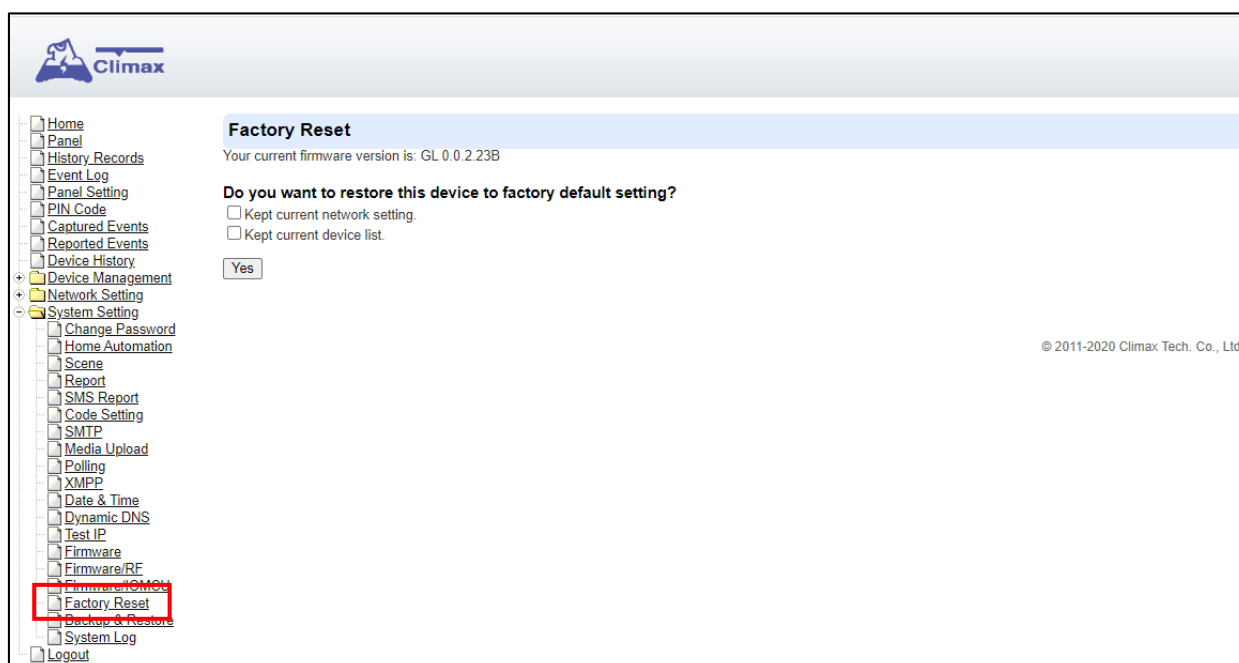 Climax
Home
Panel
History Records
Event Log
Panel Setting
PIN Code
Captured Events
Reported Events
Device History
Device Management
Network Setting
System Setting
Change Password
Home Automation
Scene
Report
SMS Report
Code Setting
SMTP
Media Upload
Polling
XMPP
Date & Time
Dynamic DNS
Test IP
Firmware
Firmware/RF
Firmware/IOMCU
Factory Reset
Backup & Restore
System Log
Logout
Factory Reset
Your current firmware version is: GL 0.0.2.23B
Do you want to restore this device to factory default setting?
Kept current network setting.
Kept current device list.
Yes
© 2011-2020 Climax Tech. Co., Ltd